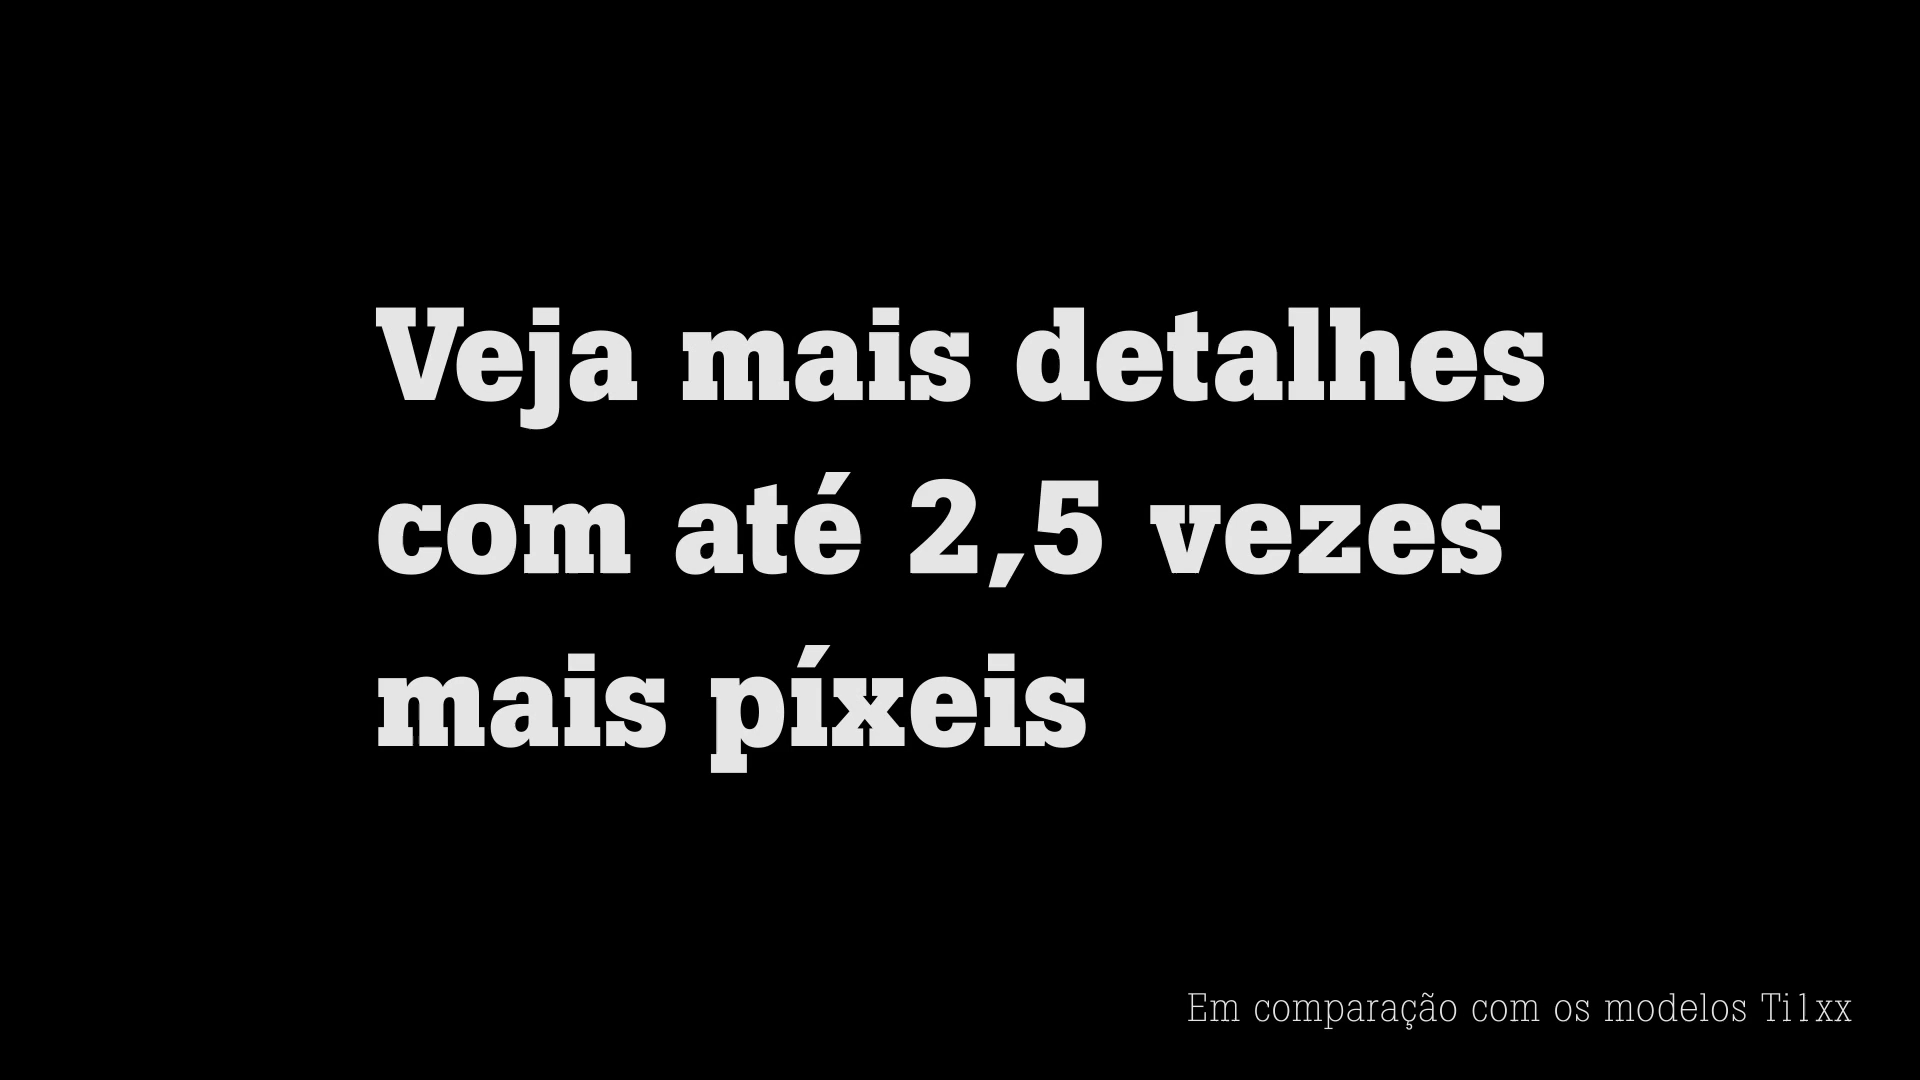 Veja mais detalhes
com até 2,5 vezes
mais píxeis
Em comparação com os modelos Ti1xx